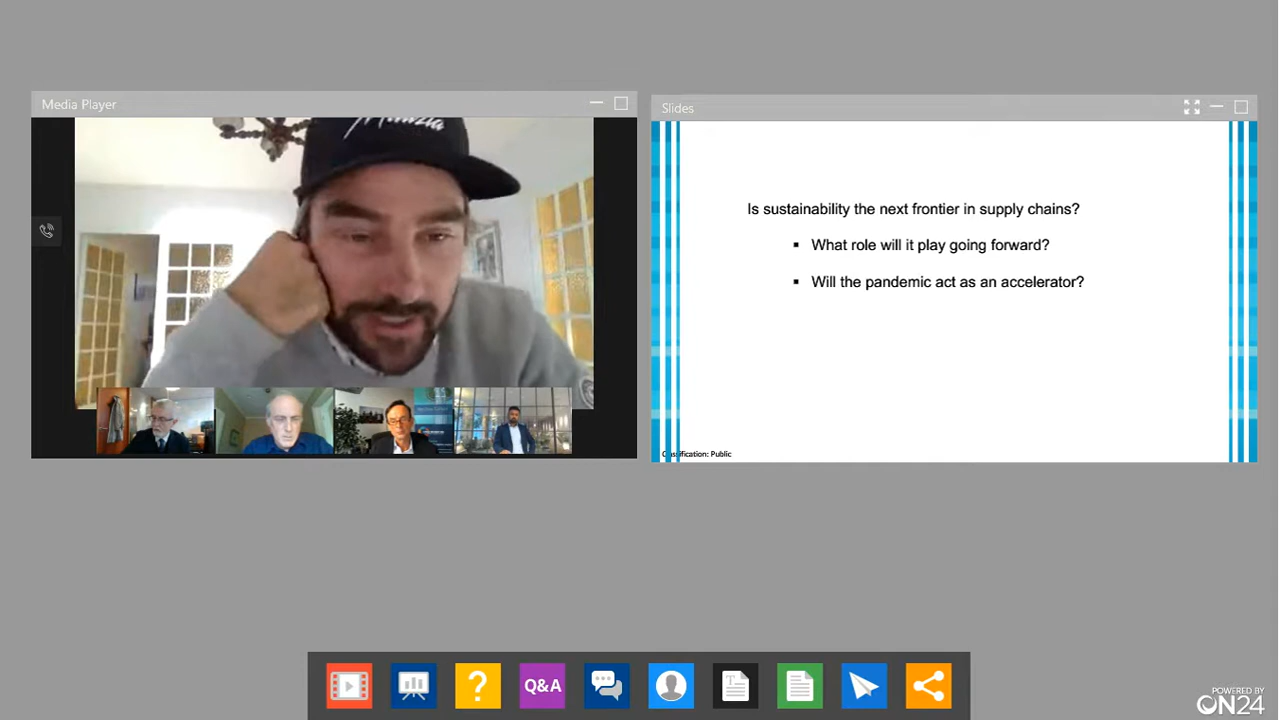 Media Player
Slides
Is sustainability the next frontier in supply chains?
▪ What role will it play going forward?
▪ Will the pandemic act as an accelerator?
Classification: Public
?
Q&A
T
POWERED BY
ON24